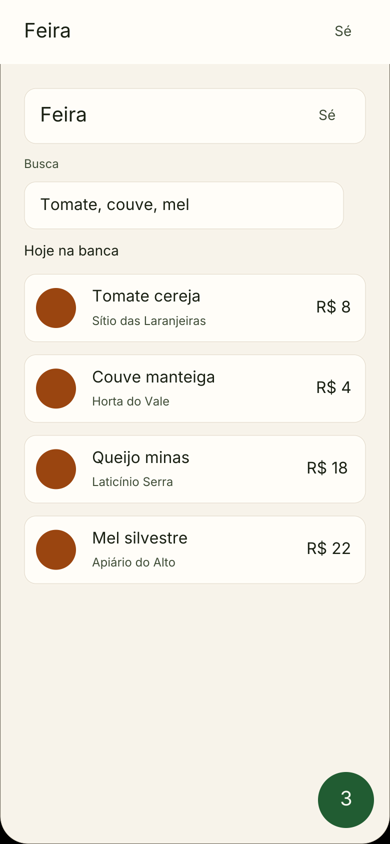 Feira Sé
Feira Sé
Busca
Tomate, couve, mel
Hoje na banca
Tomate cereja
Sítio das Laranjeiras
R$ 8
Couve manteiga
Horta do Vale
R$ 4
Queijo minas
Laticínio Serra
R$ 18
Mel silvestre
Apiário do Alto
R$ 22
3